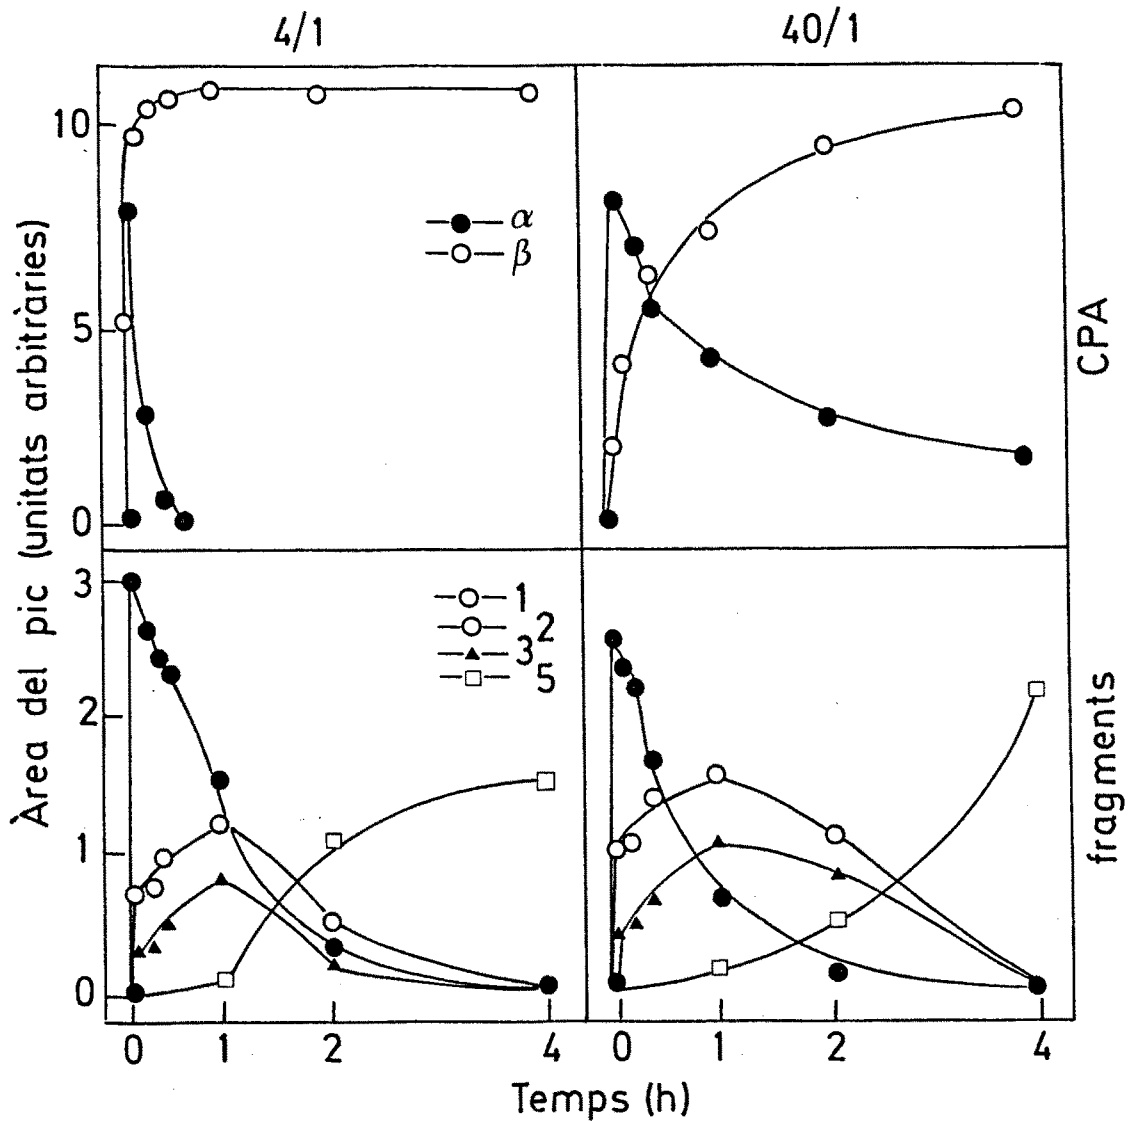 4/1
40/1
10
5
0
α
β
CPA
Àrea del pic (unitats arbitràries)
3
2
1
0
1
2
3
5
fragments
0 1 2 4
0 1 2 4
Temps (h)